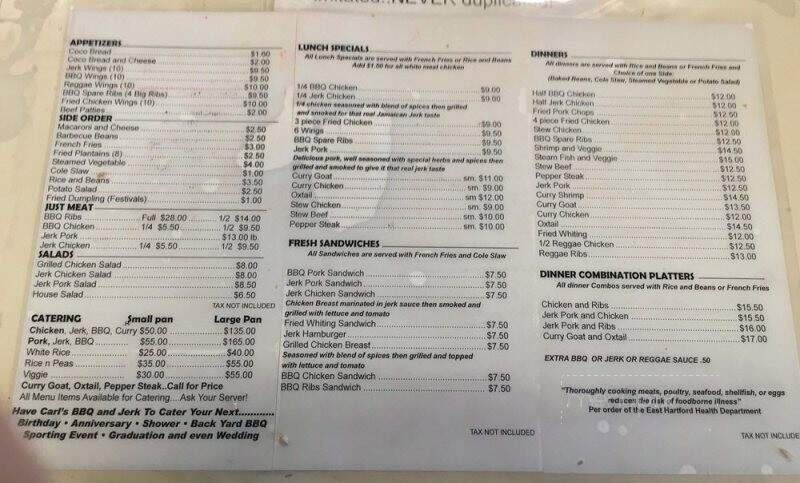 NEVER duplication
APPETIZERS
Coco Bread $1.60
Coco Bread and Cheese $2.00
Jerk Wings (10) $9.50
BBQ Wings (10) $9.50
Reggae Wings (10) $10.00
BBQ Spare Ribs (4 Big Ribs) $9.50
Fried Chicken Wings (10) $10.00
Beef Patties $2.00
SIDE ORDER
Macaroni and Cheese $2.50
Barbecue Beans $2.50
French Fries $3.00
Fried Plantains (8) $2.50
Steamed Vegetable $4.00
Cole Slaw $1.00
Rice and Beans $3.50
Potato Salad $2.50
Fried Dumpling (Festivals) $1.00
JUST MEAT
BBQ Ribs Full $28.00 1/2 $14.00
BBQ Chicken 1/4 $5.50 1/2 $9.50
Jerk Pork $13.00 lb
Jerk Chicken 1/4 $5.50 1/2 $9.50
SALADS
Grilled Chicken Salad $8.00
Jerk Chicken Salad $8.00
Jerk Pork Salad $8.50
House Salad $6.50
TAX NOT INCLUDED
CATERING Small pan Large Pan
Chicken, Jerk, BBQ, Curry $50.00 $135.00
Pork, Jerk, BBQ $55.00 $165.00
White Rice $25.00 $40.00
Rice n Peas $35.00 $55.00
Viggie $30.00 $55.00
Curry Goat, Oxtail, Pepper Steak..Call for Price
All Menu Items Available for Catering....Ask Your Server!
Have Carl's BBQ and Jerk To Cater Your Next............
Birthday • Anniversary • Shower • Back Yard BBQ
Sporting Event • Graduation and even Wedding
LUNCH SPECIALS
All Lunch Specials are served with French Fries or Rice and Beans
Add $1.50 for all white meat chicken
1/4 BBQ Chicken $9.00
1/4 Jerk Chicken $9.00
1/4 chicken seasoned with blend of spices then grilled
and smoked for that real Jamaican Jerk taste
3 piece Fried Chicken $9.00
6 Wings $9.50
BBQ Spare Ribs $9.50
Jerk Pork $9.50
Delicious pork, well seasoned with special herbs and spices then
grilled and smoked to give it that real jerk taste
Curry Goat sm. $11.00
Curry Chicken sm. $9.00
Oxtail sm $12.00
Stew Chicken sm. $9.00
Stew Beef sm. $10.00
Pepper Steak sm. $10.00
FRESH SANDWICHES
All Sandwiches are served with French Fries and Cole Slaw
BBQ Pork Sandwich $7.50
Jerk Pork Sandwich $7.50
Jerk Chicken Sandwich $7.50
Chicken Breast marinated in jerk sauce then smoked and
grilled with lettuce and tomato
Fried Whiting Sandwich $7.50
Jerk Hamburger $7.50
Grilled Chicken Breast $7.50
Seasoned with blend of spices then grilled and topped
with lettuce and tomato
BBQ Chicken Sandwich $7.50
BBQ Ribs Sandwich $7.50
TAX NOT INCLUDED
DINNERS
All dinners are served with Rice and Beans or French Fries and
Choice of one Side:
(Baked Beans, Cole Slaw, Steamed Vegetable or Potato Salad)
Half BBQ Chicken $12.00
Half Jerk Chicken $12.00
Fried Pork Chops $12.50
4 piece Fried Chicken $12.00
Stew Chicken $12.00
BBQ Spare Ribs $12.50
Shrimp and Veggie $14.50
Steam Fish and Veggie $15.00
Stew Beef $12.50
Pepper Steak $12.50
Jerk Pork $12.50
Curry Shrimp $14.50
Curry Goat $13.50
Curry Chicken $12.00
Oxtail $14.50
Fried Whiting $12.00
1/2 Reggae Chicken $12.50
Reggae Ribs $13.00
DINNER COMBINATION PLATTERS
All dinner Combos served with Rice and Beans or French Fries
Chicken and Ribs $15.50
Jerk Pork and Chicken $15.50
Jerk Pork and Ribs $16.00
Curry Goat and Oxtail $17.00
EXTRA BBQ OR JERK OR REGGAE SAUCE .50
"Thoroughly cooking meats, poultry, seafood, shellfish, or eggs
reduces the risk of foodborne illness"
Per order of the East Hartford Health Department
TAX NOT INCLUDED